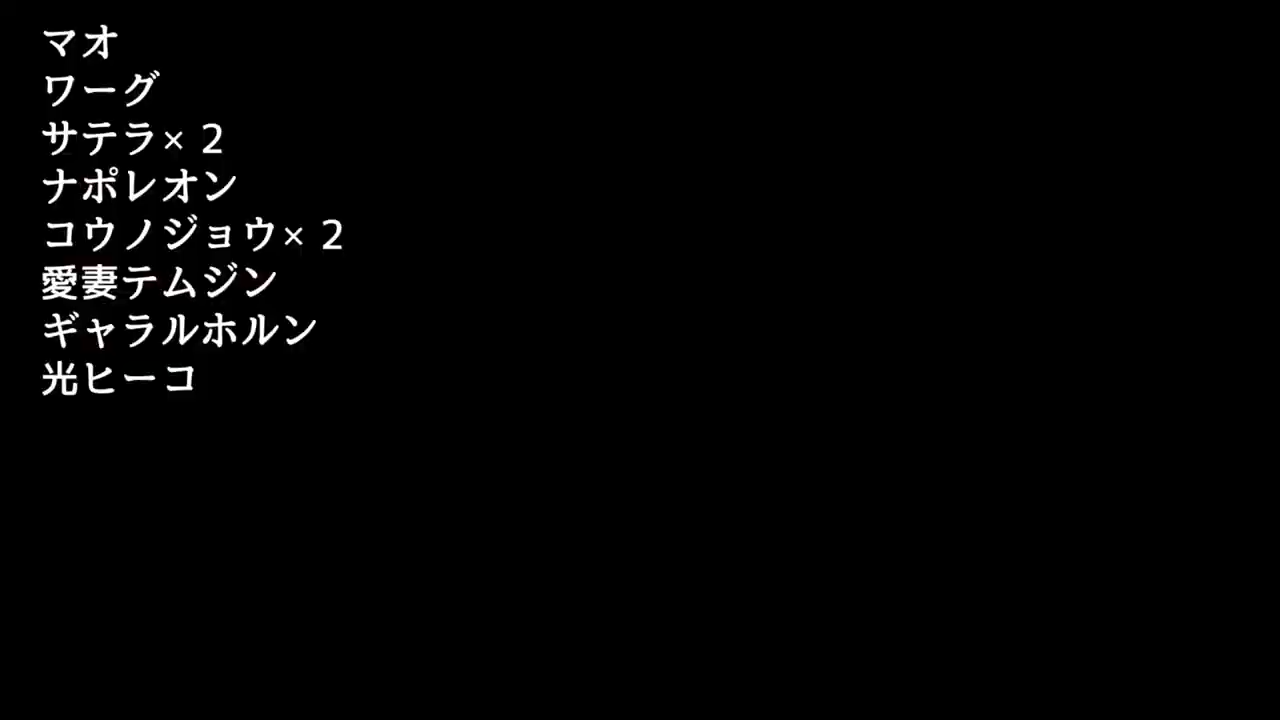 マオ
ワーグ
サテラ× 2
ナポレオン
コウノジョウ× 2
愛妻テムジン
ギャラルホルン
光ヒーコ